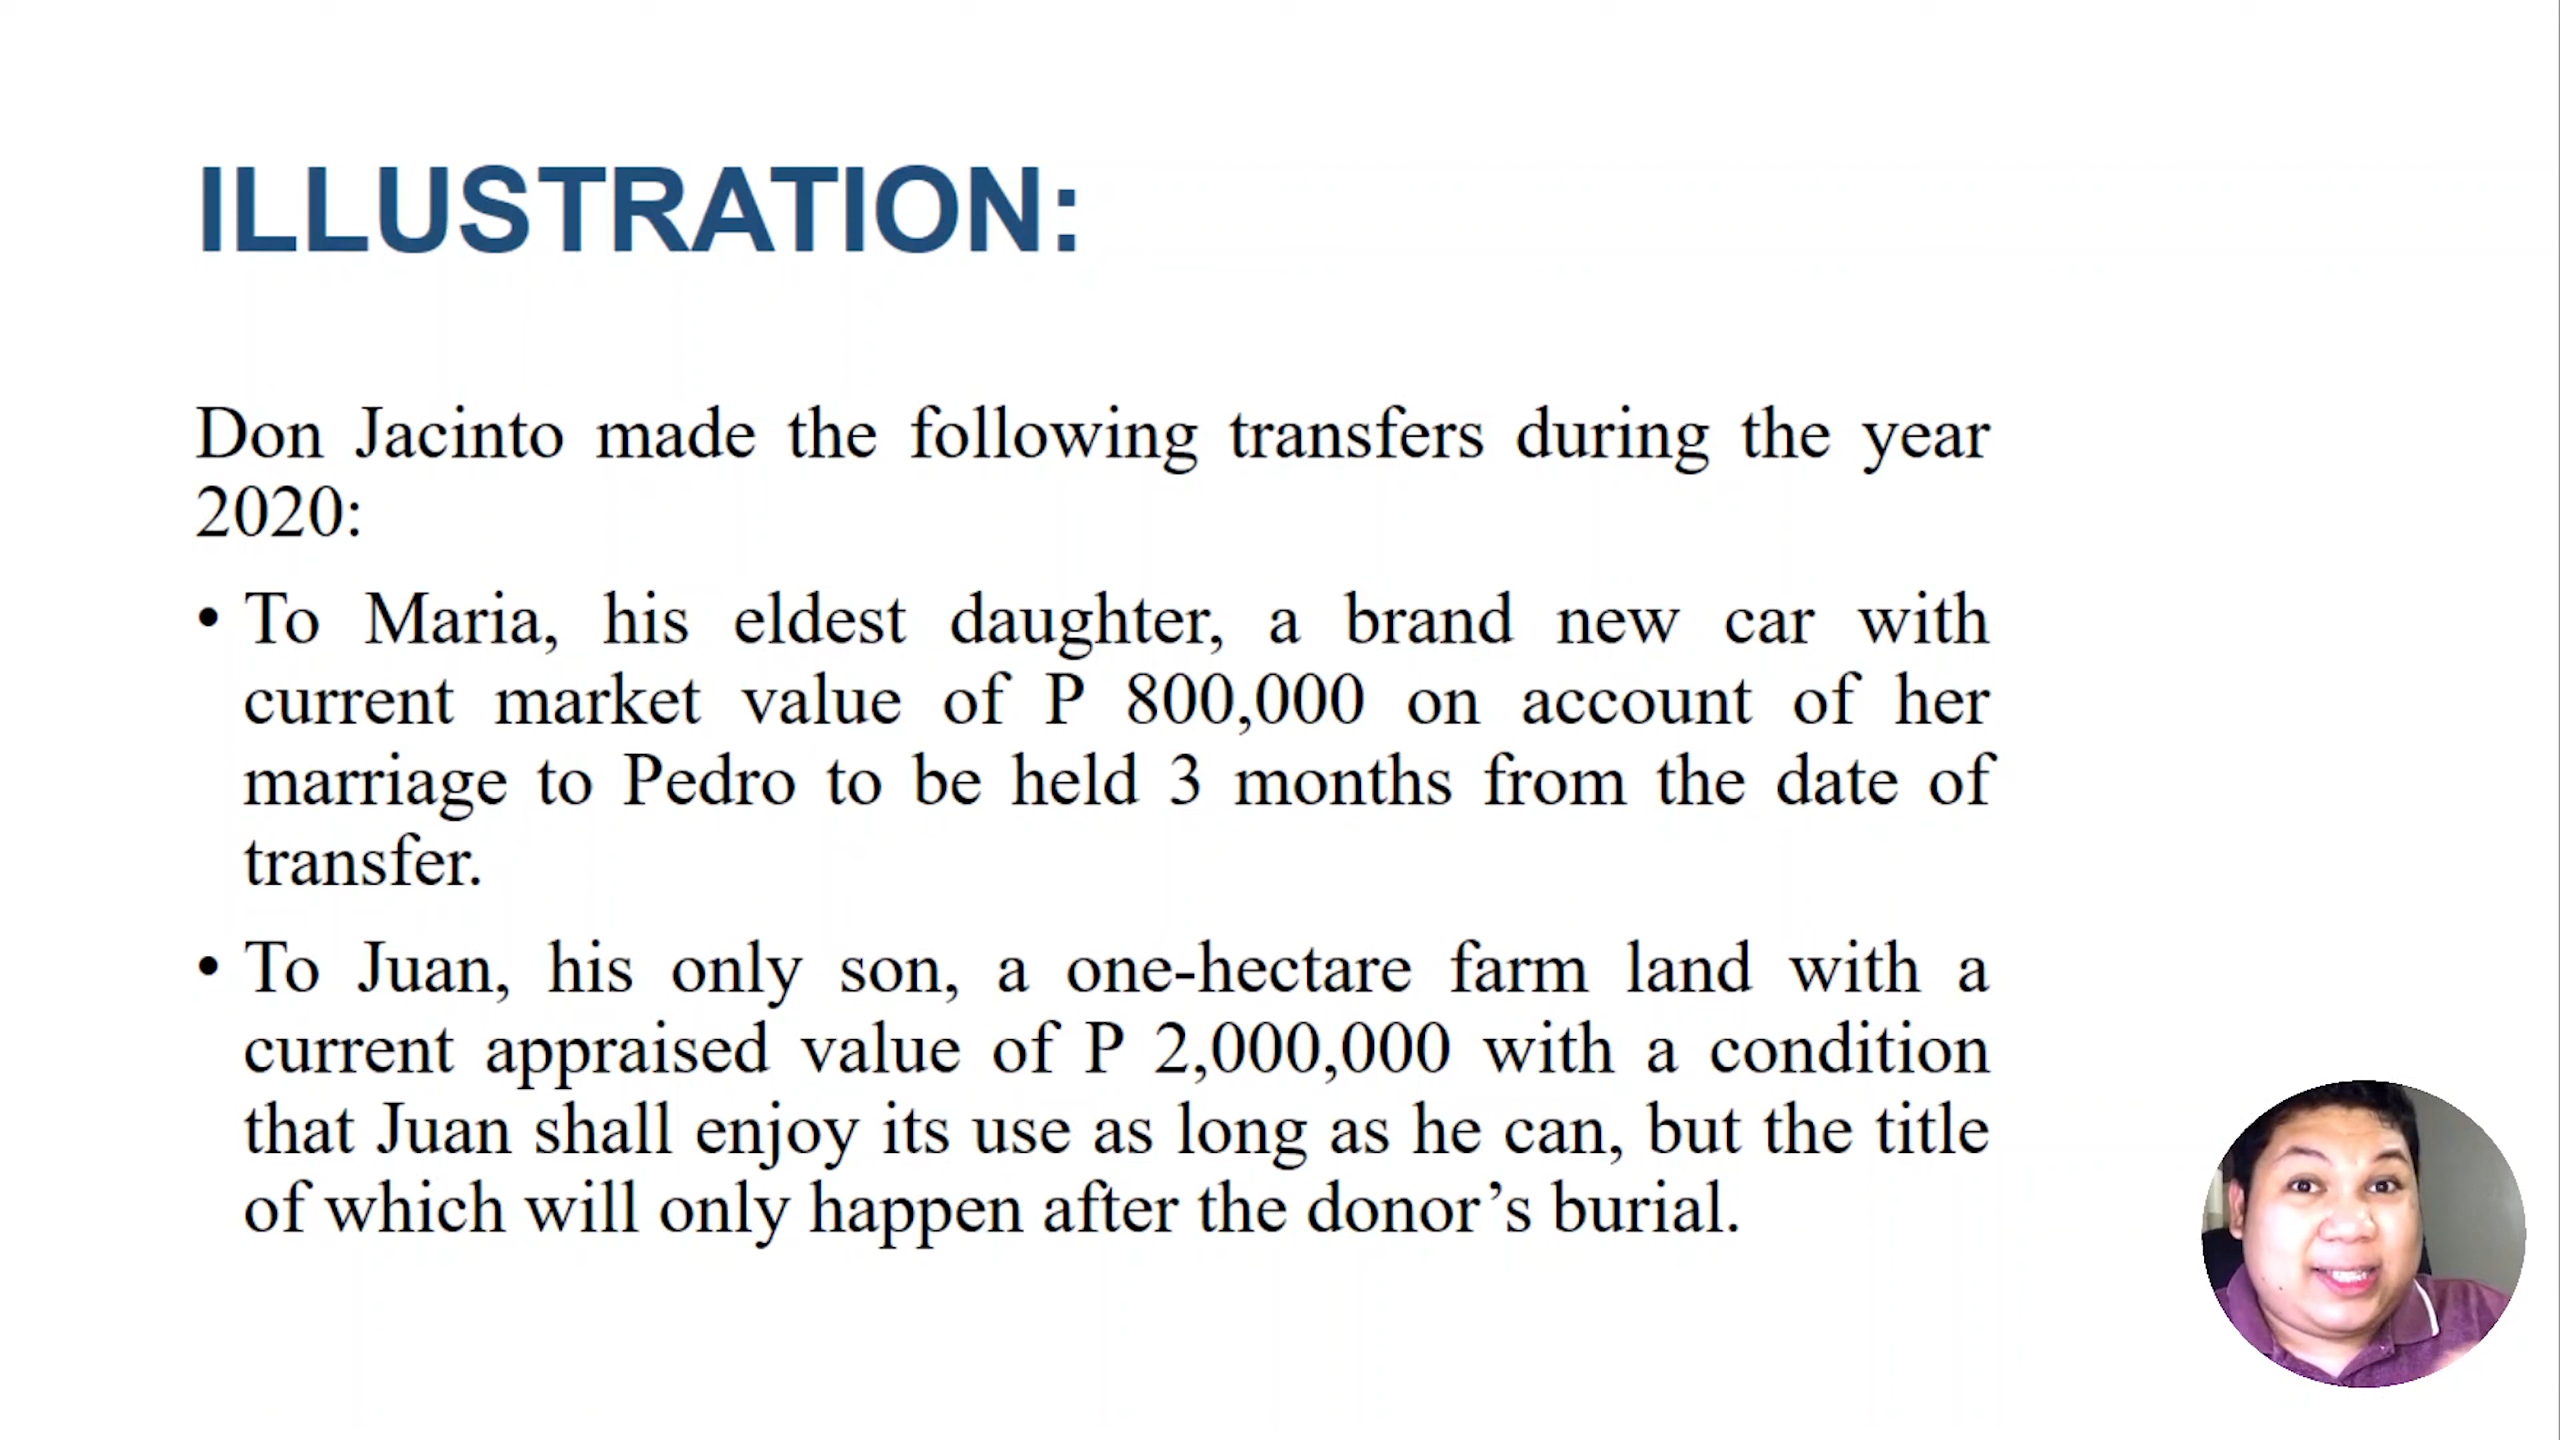 ILLUSTRATION:
Don Jacinto made the following transfers during the year
2020:
• To Maria, his eldest daughter, a brand new car with
current market value of P 800,000 on account of her
marriage to Pedro to be held 3 months from the date of
transfer.
• To Juan, his only son, a one-hectare farm land with a
current appraised value of P 2,000,000 with a condition
that Juan shall enjoy its use as long as he can, but the title
of which will only happen after the donor’s burial.